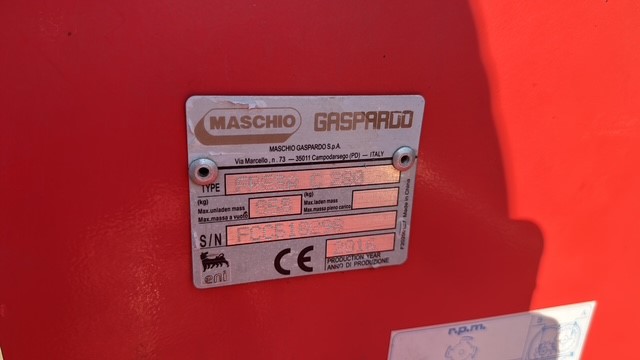 MASCHIO GASPARDO
MASCHIO GASPARDO S.p.A.
Via Marcello , n . 73 — 35011 Campodarsego (PD) — ITALY
TYPE
(kg) (kg)
Max.unladen mass Max.laden mass
Max.massa a vuoto Max.massa pieno carico
S/N
eni CE PRODUCTION YEAR
ANNO DI PRODUZIONE
Made in China
r.p.m.